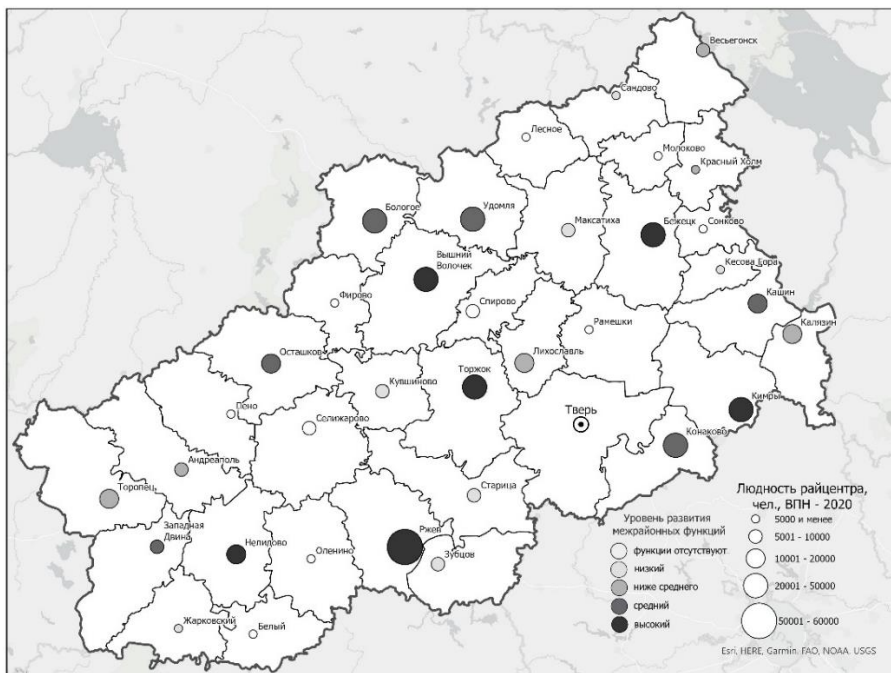 Весьегонск
Сандово
Лесное
Молоково
Красный Холм
Бологое
Удомля
Максатиха
Бежецк
Сонково
Вышний
Волочек
Кесова Гора
Фирово
Спирово
Кашин
Рамешки
Калязин
Осташков
Лихославль
Кувшиново
Торжок
Пено
Кимры
Селижарово
Тверь
Конаково
Андреаполь
Торопец
Старица
Западная
Двина
Нелидово
Оленино
Ржев
Зубцов
Жарковский
Белый
Уровень развития
межрайонных функций
функции отсутствуют
низкий
ниже среднего
средний
высокий
Людность райцентра,
чел., ВПН - 2020
5000 и менее
5001 - 10000
10001 - 20000
20001 - 50000
50001 - 60000
Esri, HERE, Garmin, FAO, NOAA, USGS